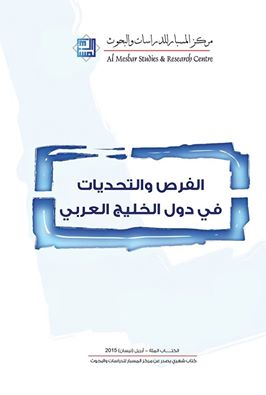 مركز المسبار للدراسات والبحوث
Al Mesbar Studies & Research Centre
الفرص والتحديات
في دول الخليج العربي
الكتاب المئة - أبريل (نيسان) 2015
كتاب شهري يصدر عن مركز المسبار للدراسات والبحوث